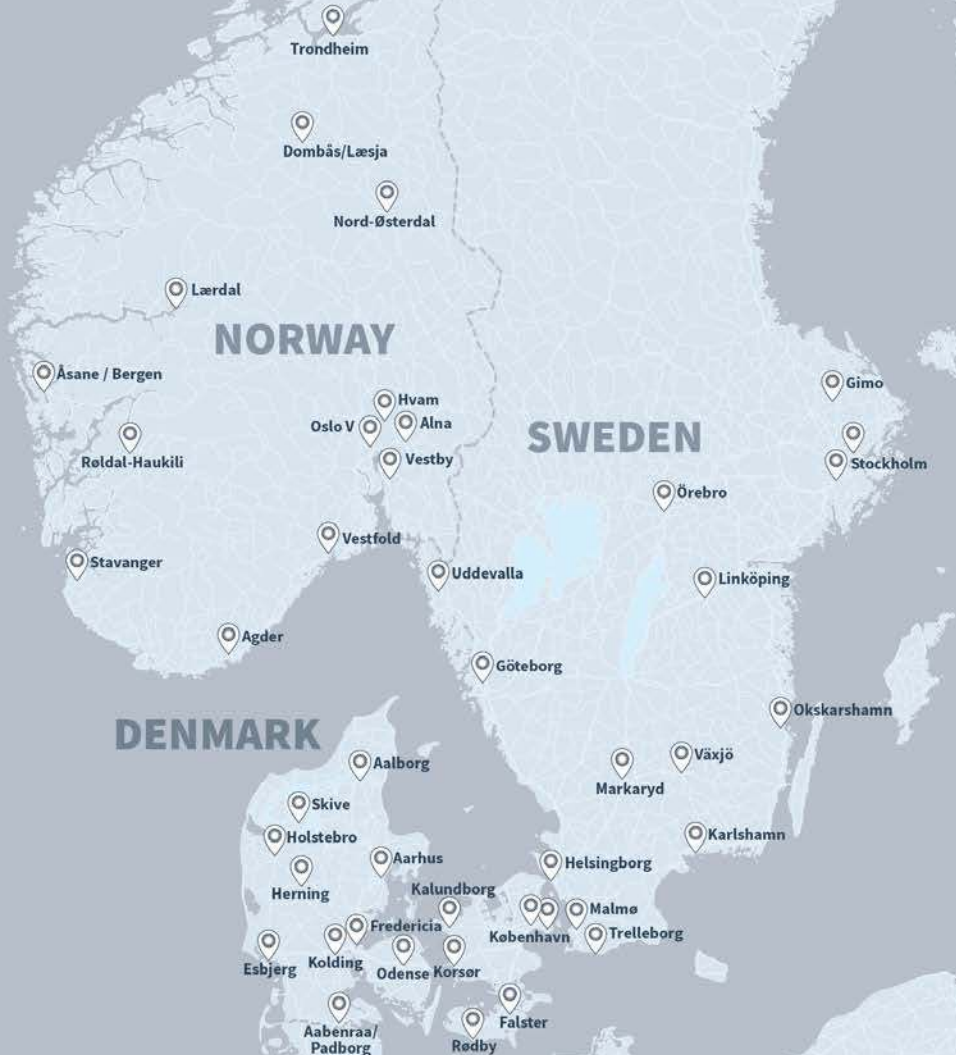 Trondheim
Dombås/Læsja
Nord-Østerdal
Lærdal
NORWAY
Åsane / Bergen
Hvam
Oslo V
Alna
Røldal-Haukili
Vestby
Gimo
SWEDEN
Stockholm
Örebro
Vestfold
Stavanger
Uddevalla
Linköping
Agder
Göteborg
Okskarshamn
DENMARK
Aalborg
Växjö
Markaryd
Skive
Holstebro
Karlshamn
Aarhus
Helsingborg
Herning
Kalundborg
Malmø
Fredericia
København
Trelleborg
Kolding
Esbjerg
Odense
Korsør
Falster
Aabenraa/
Padborg
Rødby